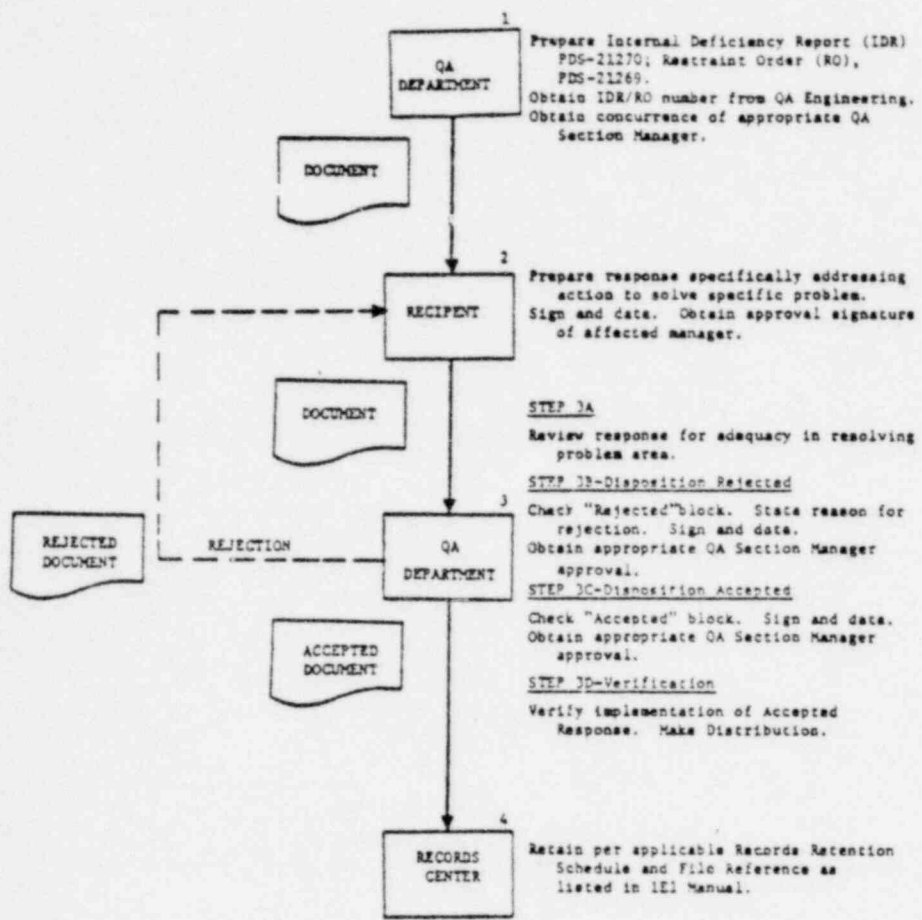 1
QA
DEPARTMENT
Prepare Internal Deficiency Report (IDR)
PDS-21270; Restraint Order (RO),
PDS-21269.
Obtain IDR/RO number from QA Engineering.
Obtain concurrence of appropriate QA
Section Manager.
DOCUMENT
2
RECIPENT
Prepare response specifically addressing
action to solve specific problem.
Sign and data. Obtain approval signature
of affected manager.
DOCUMENT
STEP 3A
Review response for adequacy in resolving
problem area.
STEP 3B-Disposition Rejected
Check "Rejected" block. State reason for
rejection. Sign and data.
Obtain appropriate QA Section Manager
approval.
3
QA
DEPARTMENT
REJECTION
REJECTED
DOCUMENT
STEP 3C-Disposition Accepted
Check "Accepted" block. Sign and data.
Obtain appropriate QA Section Manager
approval.
ACCEPTED
DOCUMENT
STEP 3D-Verification
Verify implementation of Accepted
Response. Make Distribution.
4
RECORDS
CENTER
Retain per applicable Records Retention
Schedule and File Reference as
listed in IEI Manual.